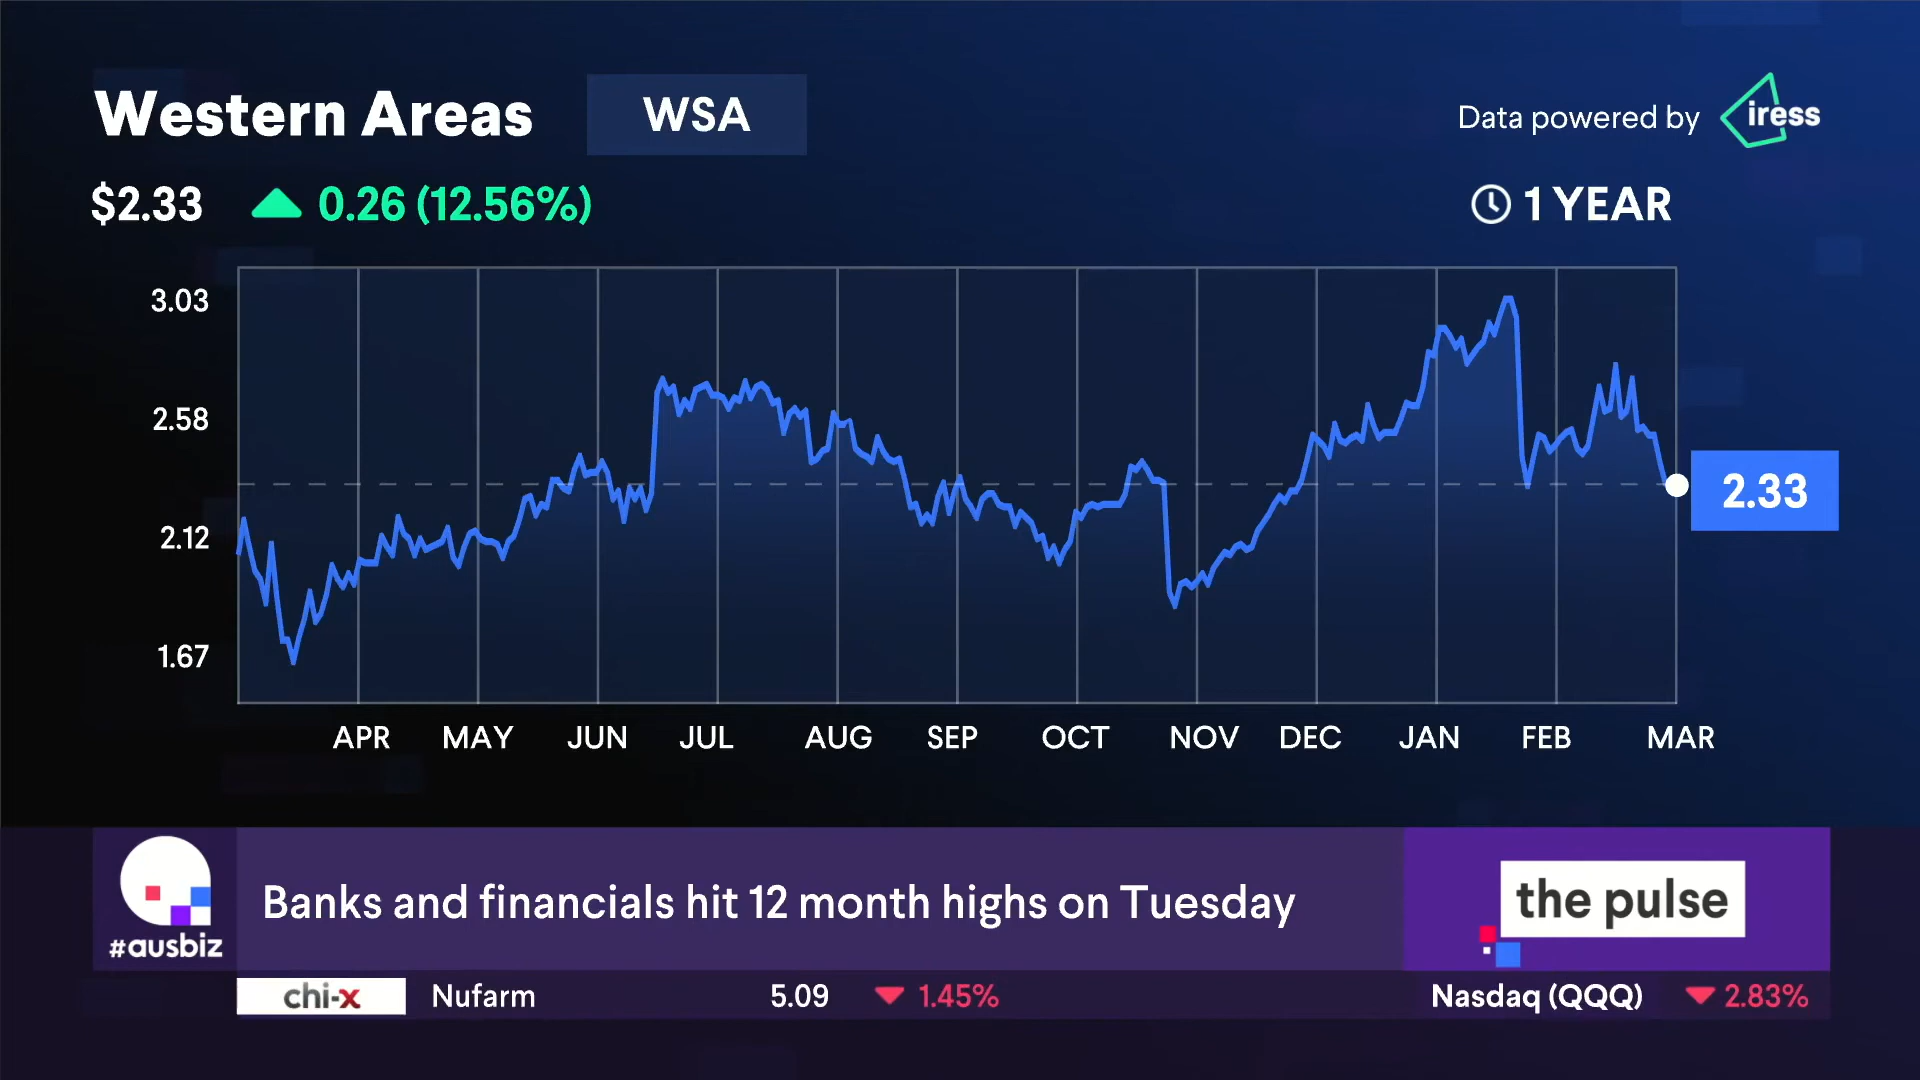 Western Areas
WSA
Data powered by iress
$2.33
0.26 (12.56%)
1 YEAR
3.03
2.58
2.12
1.67
2.33
APR MAY JUN JUL AUG SEP OCT NOV DEC JAN FEB MAR
#ausbiz
Banks and financials hit 12 month highs on Tuesday
the pulse
chi-x
Nufarm 5.09 1.45%
Nasdaq (QQQ) 2.83%